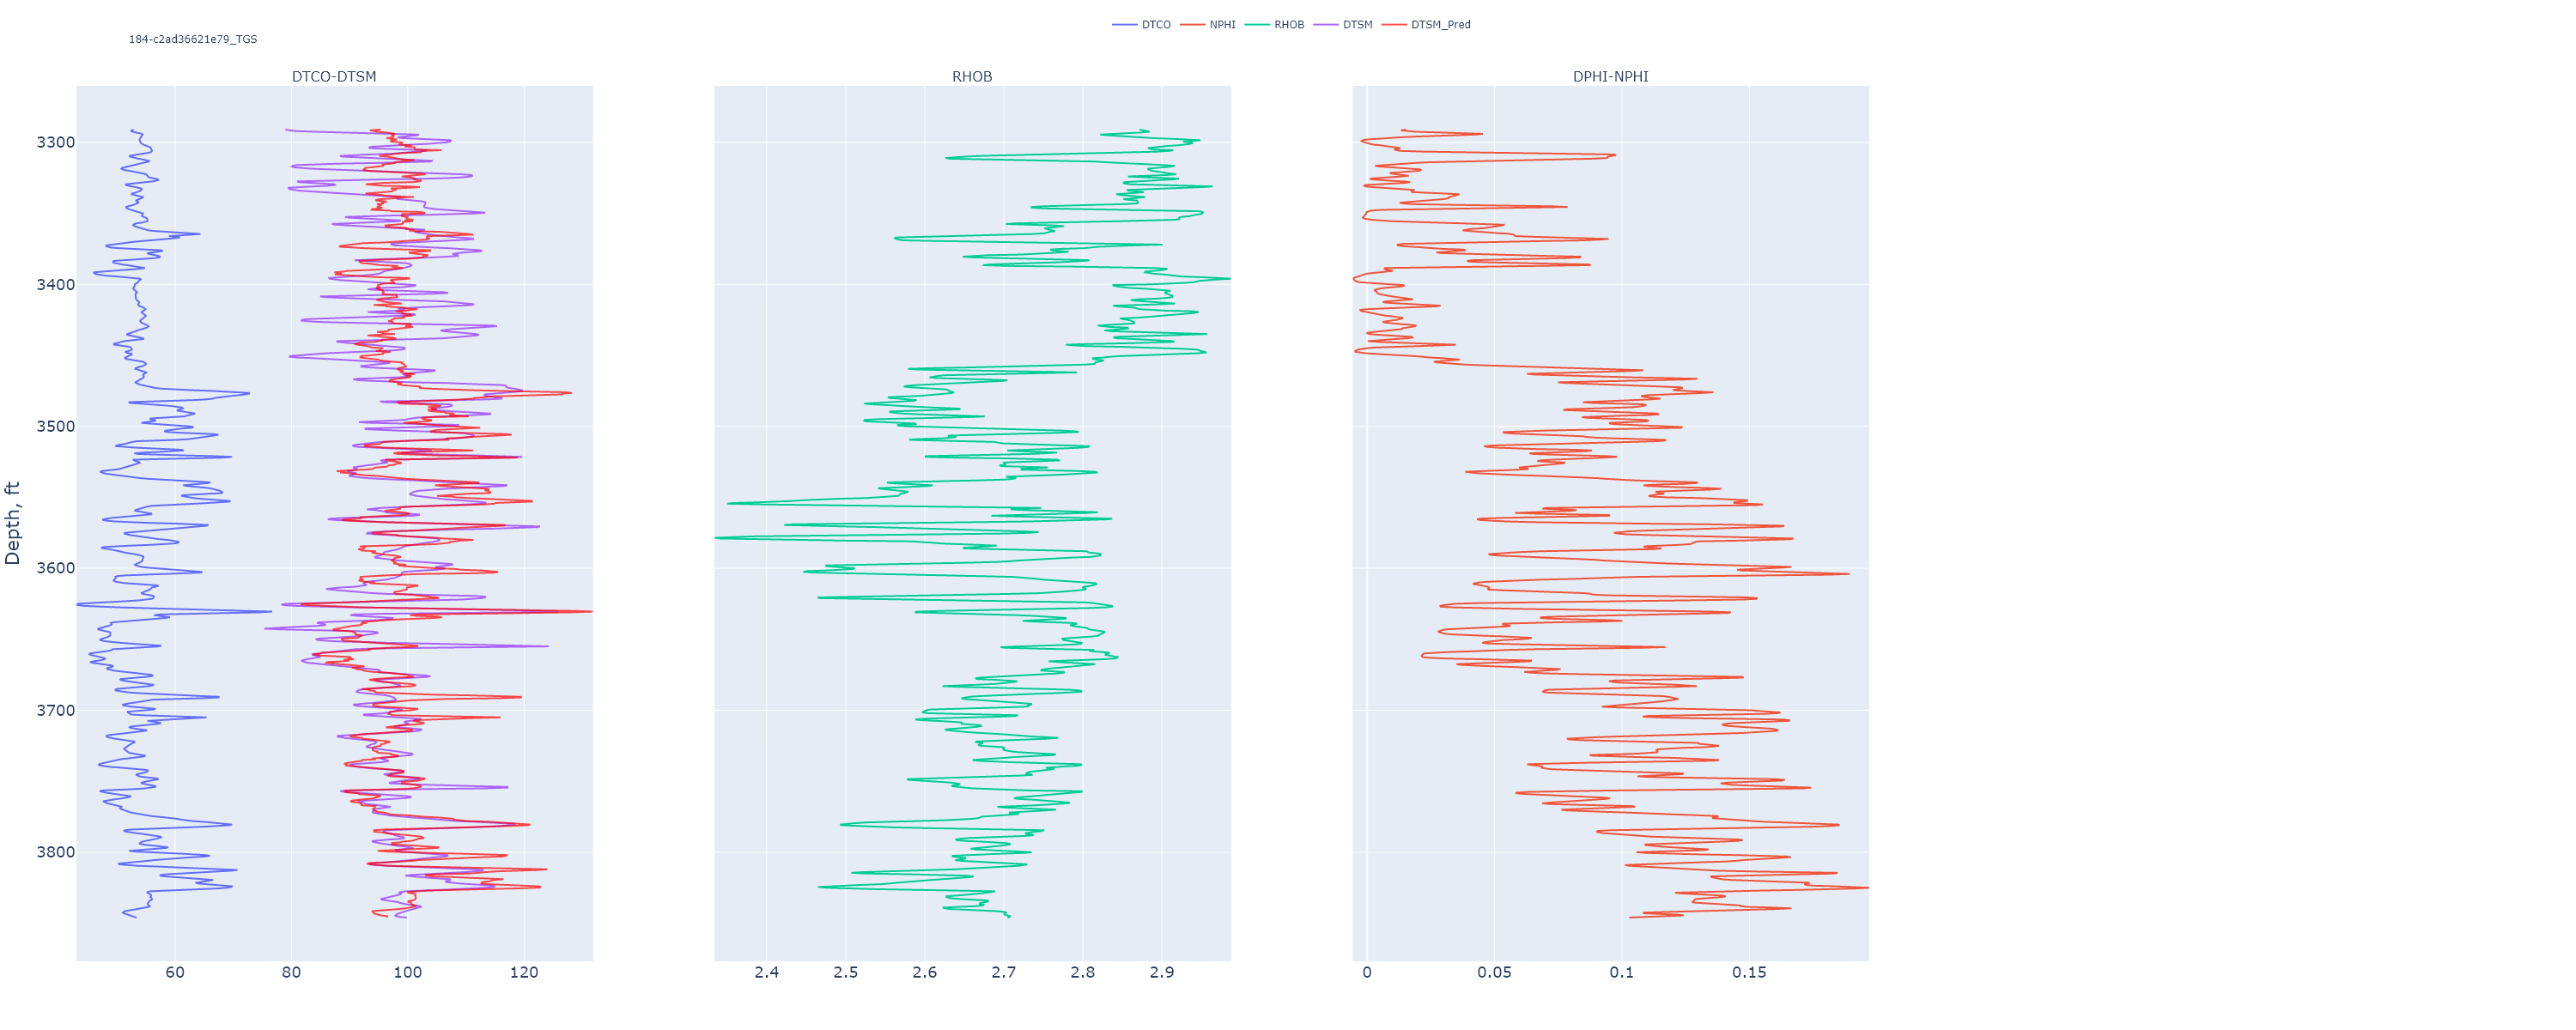 DTCO NPHI RHOB DTSM DTSM_Pred
184-c2ad36621e79_TGS
DTCO-DTSM RHOB DPHI-NPHI
3300
3400
3500
3600
3700
3800
Depth, ft
60 80 100 120 2.4 2.5 2.6 2.7 2.8 2.9 0 0.05 0.1 0.15